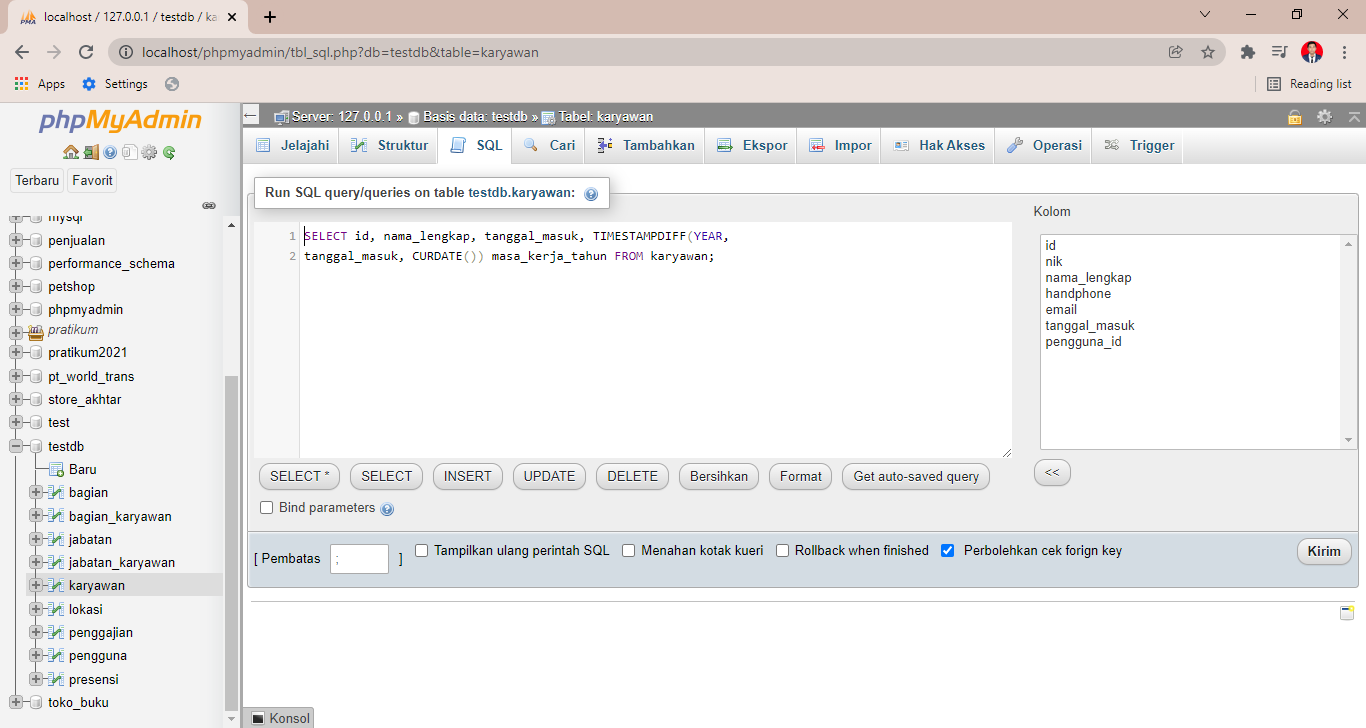 localhost / 127.0.0.1 / testdb / ka
localhost/phpmyadmin/tbl_sql.php?db=testdb&table=karyawan
Apps Settings Reading list
phpMyAdmin
Terbaru Favorit
mysql
penjualan
performance_schema
petshop
phpmyadmin
pratikum
pratikum2021
pt_world_trans
store_akhtar
test
testdb
Baru
bagian
bagian_karyawan
jabatan
jabatan_karyawan
karyawan
lokasi
penggajian
pengguna
presensi
toko_buku
Server: 127.0.0.1 » Basis data: testdb » Tabel: karyawan
Jelajahi Struktur SQL Cari Tambahkan Ekspor Impor Hak Akses Operasi Trigger
Run SQL query/queries on table testdb.karyawan:
1 SELECT id, nama_lengkap, tanggal_masuk, TIMESTAMPDIFF(YEAR,
2 tanggal_masuk, CURDATE()) masa_kerja_tahun FROM karyawan;
Kolom
id
nik
nama_lengkap
handphone
email
tanggal_masuk
pengguna_id
<<
SELECT * SELECT INSERT UPDATE DELETE Bersihkan Format Get auto-saved query
Bind parameters
[ Pembatas ; ] Tampilkan ulang perintah SQL Menahan kotak kueri Rollback when finished Perbolehkan cek forign key Kirim
Konsol